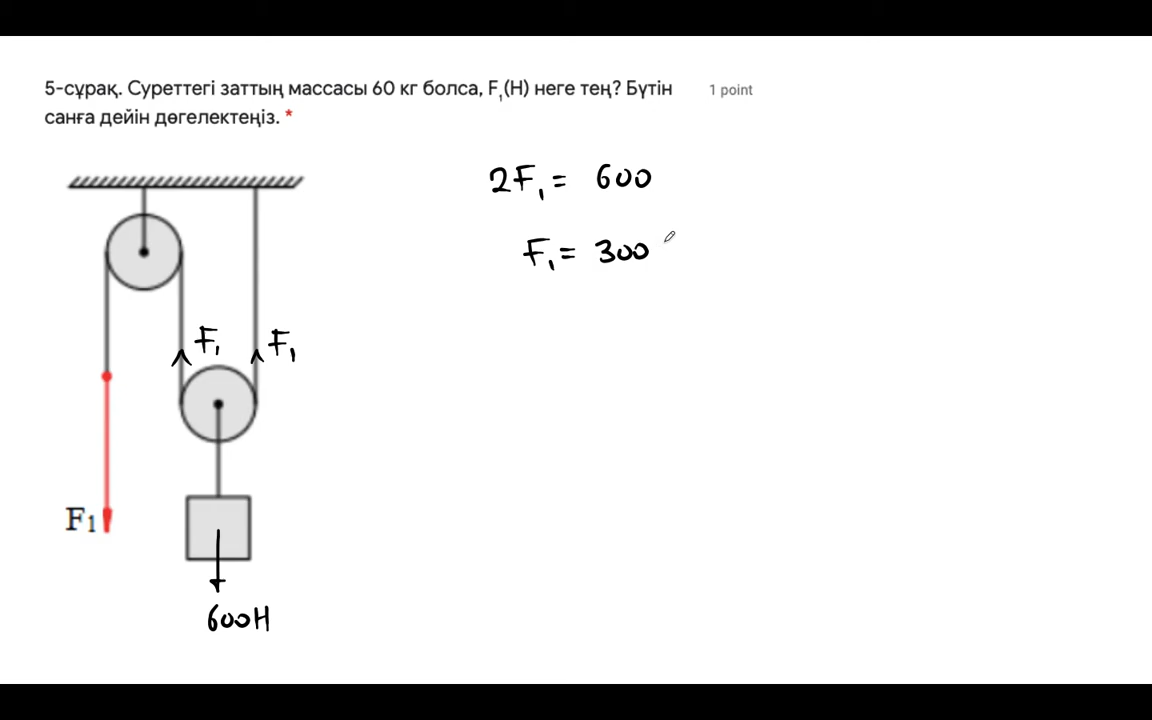 5-сұрақ. Суреттегі заттың массасы 60 кг болса, F₁(Н) неге тең? Бүтін
санға дейін дөгелектеңіз. *
1 point
2F₁ = 600
F₁ = 300
F₁
F₁
F₁
600Н